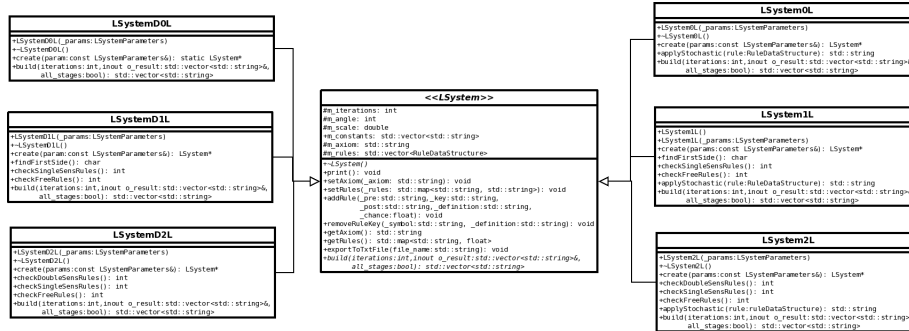 LSystemD0L
+LSystemD0L(_params:LSystemParameters)
+~LSystemD0L()
+create(param:const LSystemParameters&): static LSystem*
+build(iterations:int,inout o_result:std::vector<std::string>&,
all_stages:bool): std::vector<std::string>
LSystemD1L
+LSystemD1L(_params:LSystemParameters)
+~LSystemD1L()
+create(param:const LSystemParameters&): LSystem*
+findFirstSide(): char
+checkSingleSensRules(): int
+checkFreeRules(): int
+build(iterations:int,inout o_result:std::vector<std::string>&,
all_stages:bool): std::vector<std::string>
LSystemD2L
+LSystemD2L(_params:LSystemParameters)
+~LSystemD2L()
+create(params:const LSystemParameters&): LSystem*
+checkDoubleSensRules(): int
+checkSingleSensRules(): int
+checkFreeRules(): int
+build(iterations:int,inout o_result:std::vector<std::string>&,
all_stages:bool): std::vector<std::string>
<<LSystem>>
#m_iterations: int
#m_angle: int
#m_scale: double
#m_constants: std::vector<std::string>
#m_axiom: std::string
#m_rules: std::vector<RuleDataStructure>
+~LSystem()
+print(): void
+setAxiom(_axiom: std::string): void
+setRules(_rules: std::map<std::string, std::string>): void
+addRule(_pre:std::string,_key:std::string,
_post:std::string,_definition:std::string,
_chance:float): void
+removeRuleKey(_symbol:std::string, _definition:std::string): void
+getAxiom(): std::string
+getRules(): std::map<std::string, float>
+exportToTxtFile(file_name:std::string): void
+build(iterations:int,inout o_result:std::vector<std::string>&,
all_stages:bool): std::vector<std::string>
LSystem0L
+LSystem0L(_params:LSystemParameters)
+~LSystem0L()
+create(params:const LSystemParameters&): LSystem*
+applyStochastic(rule:RuleDataStructure): std::string
+build(iterations:int,inout o_result:std::vector<std::string>&,
all_stages:bool): std::vector<std::string>
LSystem1L
+LSystem1L()
+LSystem1L(_params:LSystemParameters)
+create(params:const LSystemParameters&): LSystem*
+findFirstSide(): char
+checkSingleSensRules(): int
+checkFreeRules(): int
+applyStochastic(rule:RuleDataStructure): std::string
+build(iterations:int,inout o_result:std::vector<std::string>&,
all_stages:bool): std::vector<std::string>
LSystem2L
+LSystem2L(_params:LSystemParameters)
+~LSystem2L()
+create(params:const LSystemParameters&): LSystem*
+checkDoubleSensRules(): int
+checkSingleSensRules(): int
+checkFreeRules(): int
+applyStochastic(rule:ruleDataStructure): std::string
+build(iterations:int,inout o_result:std::vector<std::string>&,
all_stages:bool): std::vector<std::string>